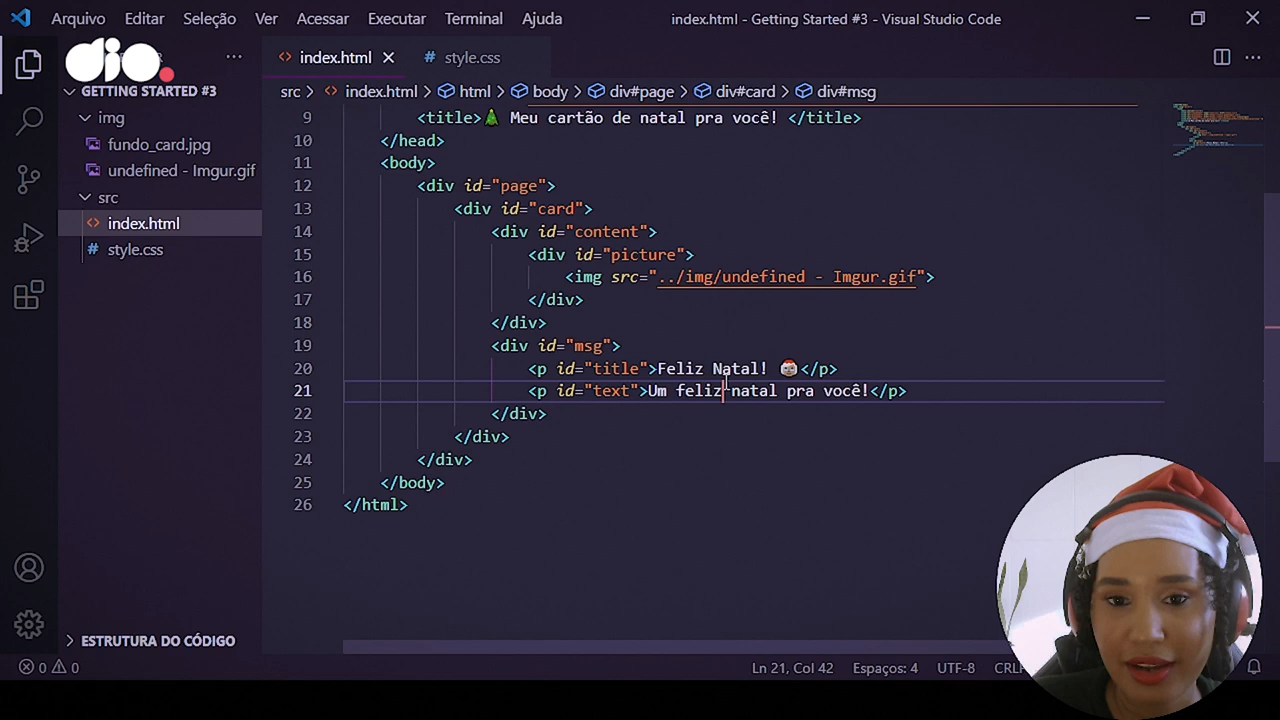 Arquivo Editar Seleção Ver Acessar Executar Terminal Ajuda index.html - Getting Started #3 - Visual Studio Code
dio.
R ...
index.html style.css
GETTING STARTED #3
src > index.html > html > body > div#page > div#card > div#msg
img
fundo_card.jpg
undefined - Imgur.gif
src
index.html
style.css
9 <title>🎄 Meu cartão de natal pra você! </title>
10 </head>
11 <body>
12 <div id="page">
13 <div id="card">
14 <div id="content">
15 <div id="picture">
16 <img src="../img/undefined - Imgur.gif">
17 </div>
18 </div>
19 <div id="msg">
20 <p id="title">Feliz Natal! 🎅</p>
21 <p id="text">Um feliz natal pra você!</p>
22 </div>
23 </div>
24 </div>
25 </body>
26 </html>
ESTRUTURA DO CÓDIGO
0 0 Ln 21, Col 42 Espaços: 4 UTF-8 CRLF